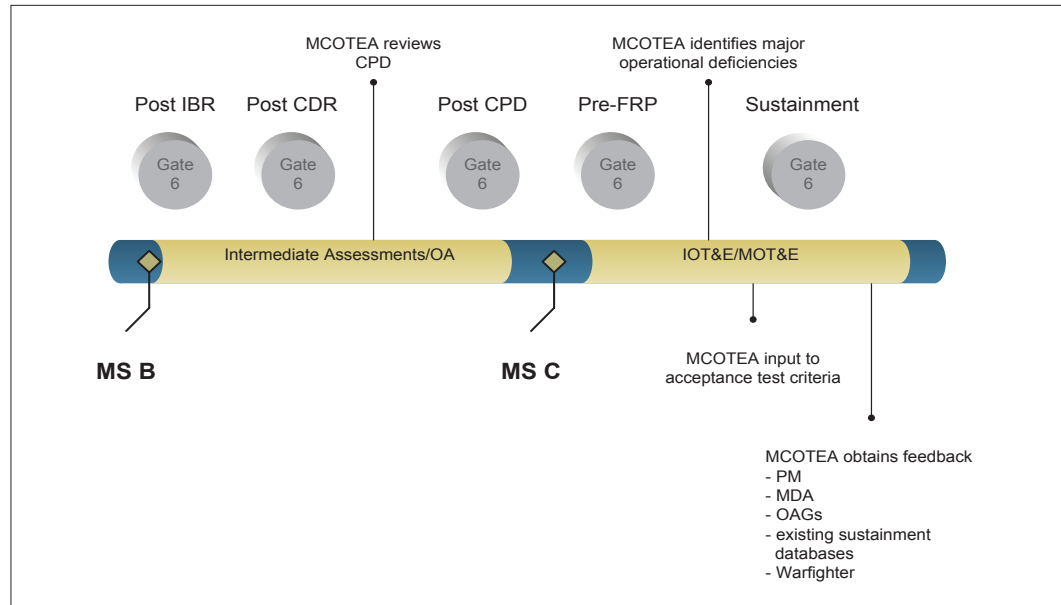 MCOTEA reviews
CPD
MCOTEA identifies major
operational deficiencies
Post IBR
Post CDR
Post CPD
Pre-FRP
Sustainment
Gate
6
Gate
6
Gate
6
Gate
6
Gate
6
Intermediate Assessments/OA
IOT&E/MOT&E
MS B
MS C
MCOTEA input to
acceptance test criteria
MCOTEA obtains feedback
- PM
- MDA
- OAGs
- existing sustainment
databases
- Warfighter